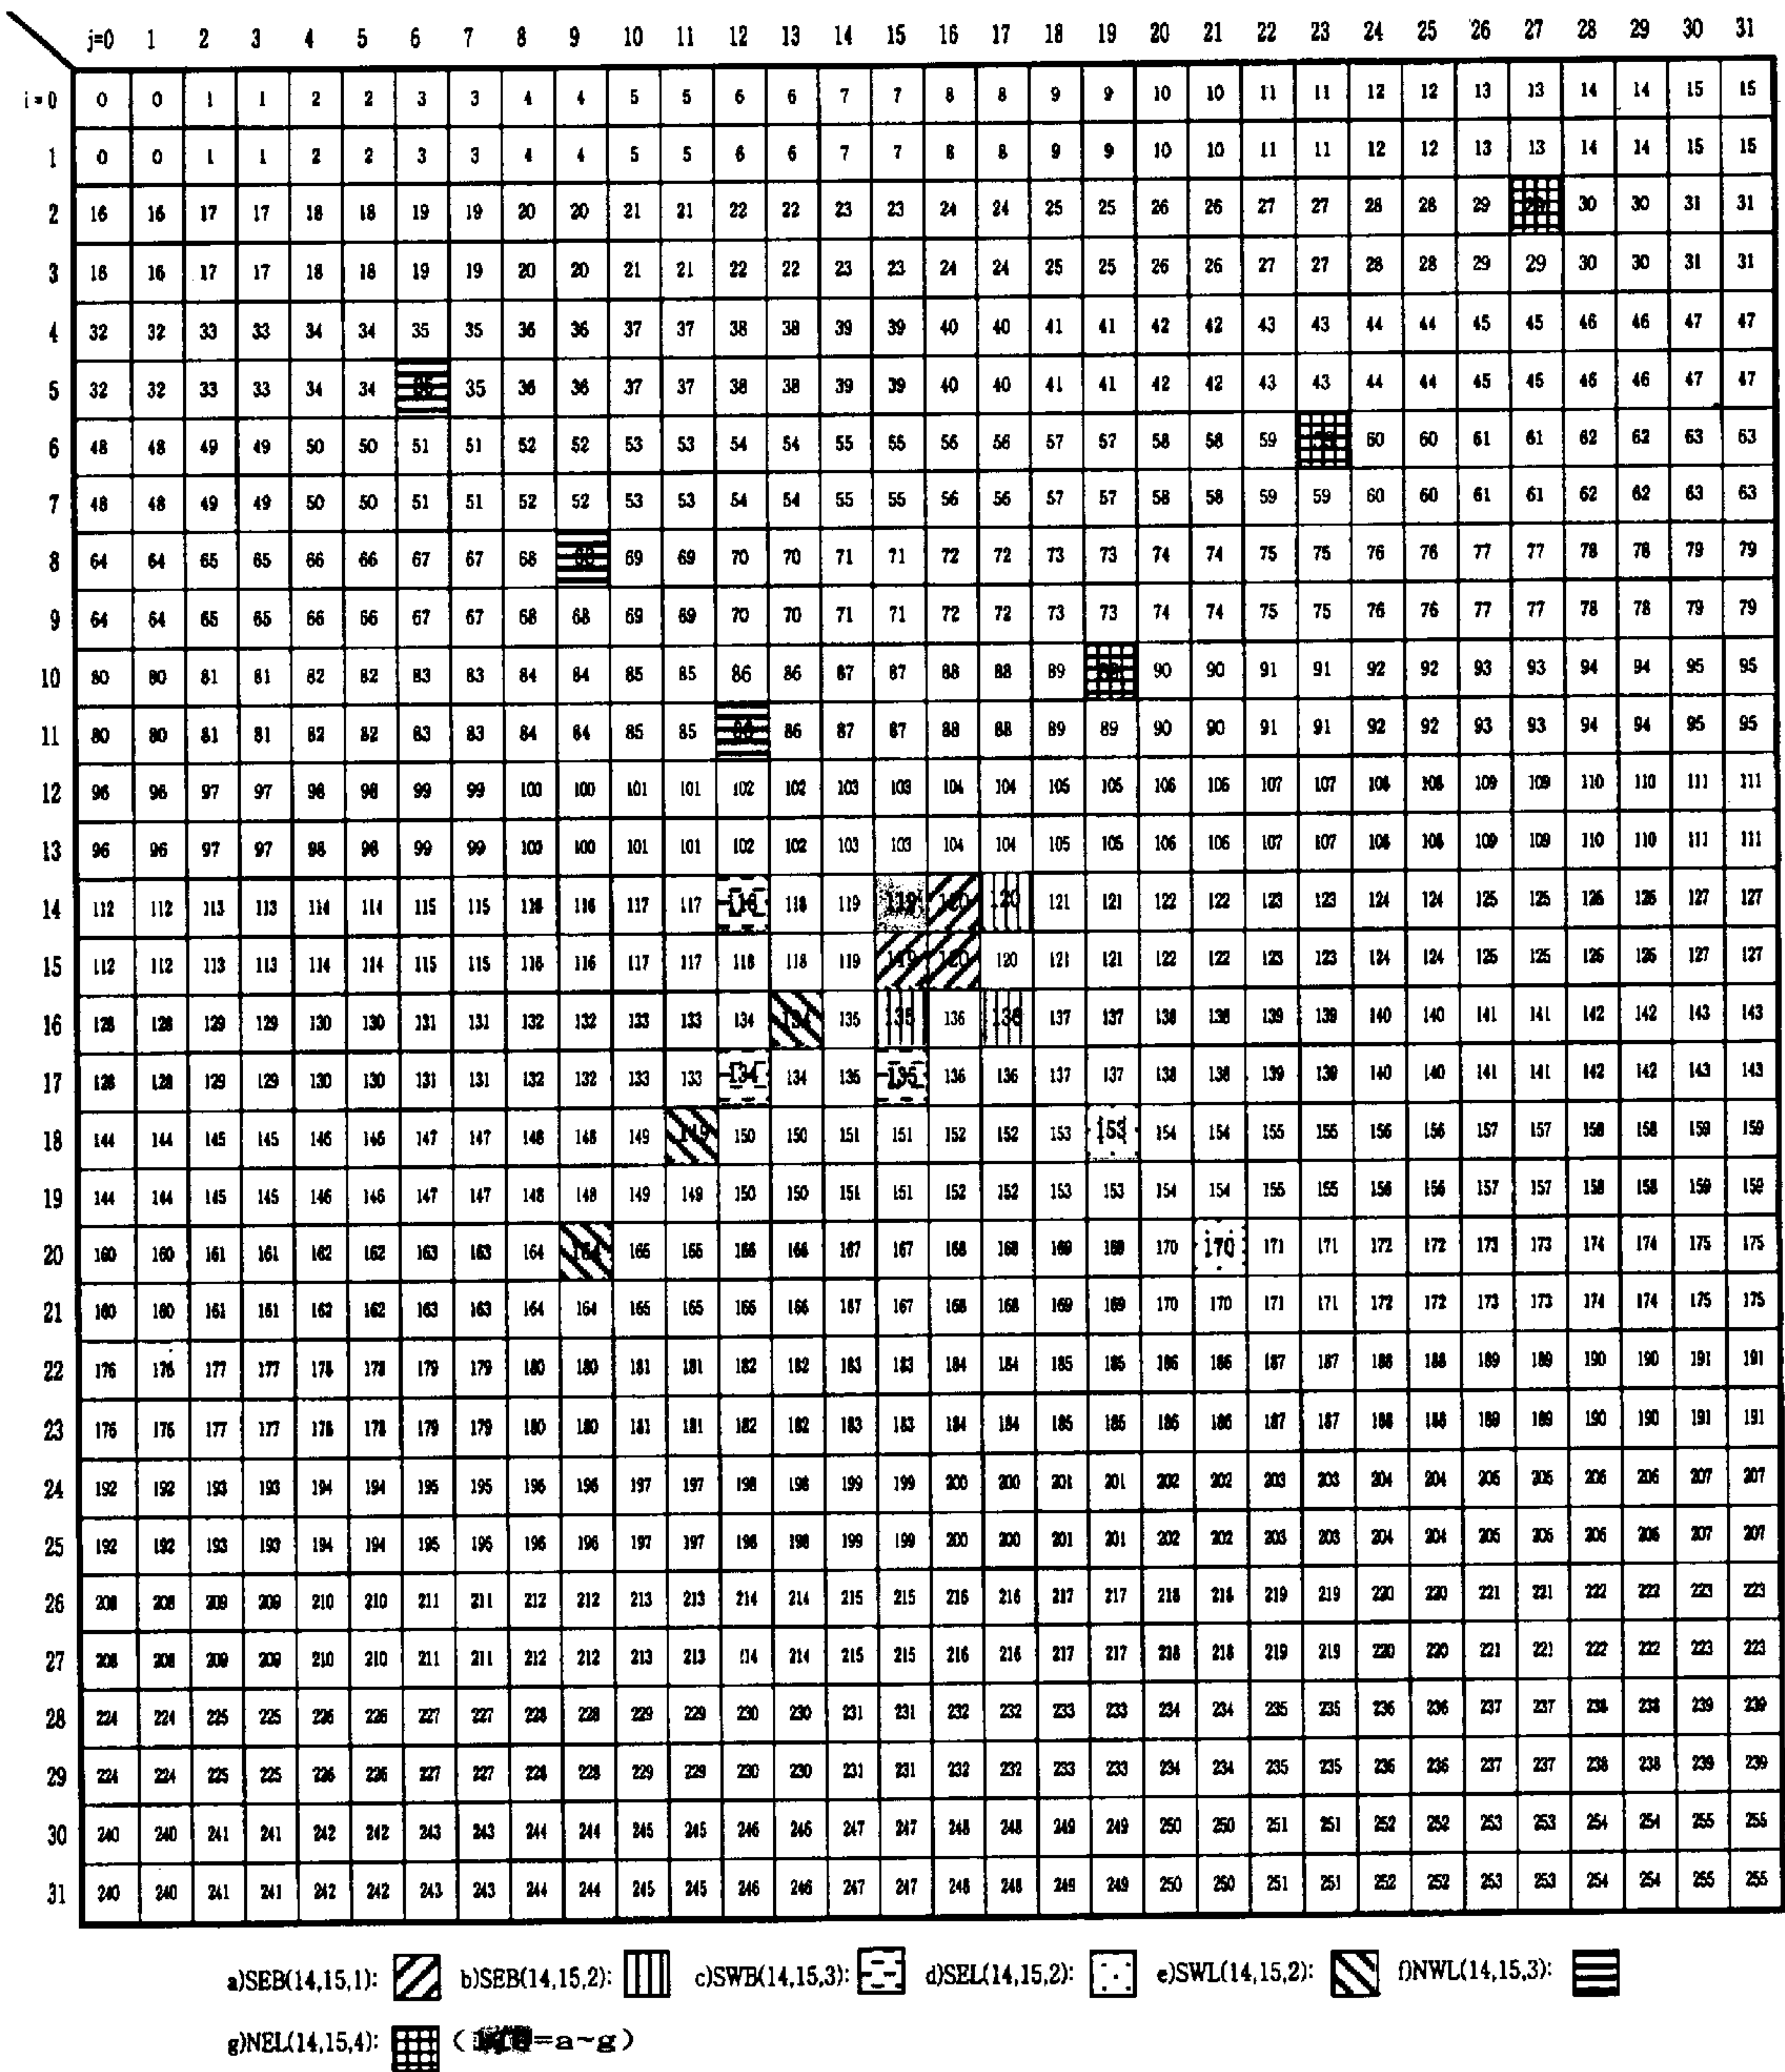 j=0 1 2 3 4 5 6 7 8 9 10 11 12 13 14 15 16 17 18 19 20 21 22 23 24 25 26 27 28 29 30 31
i=0 0 0 1 1 2 2 3 3 4 4 5 5 6 6 7 7 8 8 9 9 10 10 11 11 12 12 13 13 14 14 15 15
1 0 0 1 1 2 2 3 3 4 4 5 5 6 6 7 7 8 8 9 9 10 10 11 11 12 12 13 13 14 14 15 15
2 16 16 17 17 18 18 19 19 20 20 21 21 22 22 23 23 24 24 25 25 26 26 27 27 28 28 29 30 30 31 31
3 16 16 17 17 18 18 19 19 20 20 21 21 22 22 23 23 24 24 25 25 26 26 27 27 28 28 29 29 30 30 31 31
4 32 32 33 33 34 34 35 35 36 36 37 37 38 38 39 39 40 40 41 41 42 42 43 43 44 44 45 45 46 46 47 47
5 32 32 33 33 34 34 35 36 36 37 37 38 38 39 39 40 40 41 41 42 42 43 43 44 44 45 45 46 46 47 47
6 48 48 49 49 50 50 51 51 52 52 53 53 54 54 55 55 56 56 57 57 58 58 59 60 60 61 61 62 62 63 63
7 48 48 49 49 50 50 51 51 52 52 53 53 54 54 55 55 56 56 57 57 58 58 59 59 60 60 61 61 62 62 63 63
8 64 64 65 65 66 66 67 67 68 69 69 70 70 71 71 72 72 73 73 74 74 75 75 76 76 77 77 78 78 79 79
9 64 64 65 65 66 66 67 67 68 68 69 69 70 70 71 71 72 72 73 73 74 74 75 75 76 76 77 77 78 78 79 79
10 80 80 81 81 82 82 83 83 84 84 85 85 86 86 87 87 88 88 89 90 90 91 91 92 92 93 93 94 94 95 95
11 80 80 81 81 82 82 83 83 84 84 85 85 86 87 87 88 88 89 89 90 90 91 91 92 92 93 93 94 94 95 95
12 96 96 97 97 98 98 99 99 100 100 101 101 102 102 103 103 104 104 105 105 106 106 107 107 108 108 109 109 110 110 111 111
13 96 96 97 97 98 98 99 99 100 100 101 101 102 102 103 103 104 104 105 105 106 106 107 107 108 108 109 109 110 110 111 111
14 112 112 113 113 114 114 115 115 116 116 117 117 118 118 119 119 120 120 121 121 122 122 123 123 124 124 125 125 126 126 127 127
15 112 112 113 113 114 114 115 115 116 116 117 117 118 118 119 119 120 120 121 121 122 122 123 123 124 124 125 125 126 126 127 127
16 128 128 129 129 130 130 131 131 132 132 133 133 134 134 135 135 136 136 137 137 138 138 139 139 140 140 141 141 142 142 143 143
17 128 128 129 129 130 130 131 131 132 132 133 133 134 134 135 135 136 136 137 137 138 138 139 139 140 140 141 141 142 142 143 143
18 144 144 145 145 146 146 147 147 148 148 149 149 150 150 151 151 152 152 153 153 154 154 155 155 156 156 157 157 158 158 159 159
19 144 144 145 145 146 146 147 147 148 148 149 149 150 150 151 151 152 152 153 153 154 154 155 155 156 156 157 157 158 158 159 159
20 160 160 161 161 162 162 163 163 164 164 165 165 166 166 167 167 168 168 169 169 170 170 171 171 172 172 173 173 174 174 175 175
21 160 160 161 161 162 162 163 163 164 164 165 165 166 166 167 167 168 168 169 169 170 170 171 171 172 172 173 173 174 174 175 175
22 176 176 177 177 178 178 179 179 180 180 181 181 182 182 183 183 184 184 185 185 186 186 187 187 188 188 189 189 190 190 191 191
23 176 176 177 177 178 178 179 179 180 180 181 181 182 182 183 183 184 184 185 185 186 186 187 187 188 188 189 189 190 190 191 191
24 192 192 193 193 194 194 195 195 196 196 197 197 198 198 199 199 200 200 201 201 202 202 203 203 204 204 205 205 206 206 207 207
25 192 192 193 193 194 194 195 195 196 196 197 197 198 198 199 199 200 200 201 201 202 202 203 203 204 204 205 205 206 206 207 207
26 208 208 209 209 210 210 211 211 212 212 213 213 214 214 215 215 216 216 217 217 218 218 219 219 220 220 221 221 222 222 223 223
27 208 208 209 209 210 210 211 211 212 212 213 213 214 214 215 215 216 216 217 217 218 218 219 219 220 220 221 221 222 222 223 223
28 224 224 225 225 226 226 227 227 228 228 229 229 230 230 231 231 232 232 233 233 234 234 235 235 236 236 237 237 238 238 239 239
29 224 224 225 225 226 226 227 227 228 228 229 229 230 230 231 231 232 232 233 233 234 234 235 235 236 236 237 237 238 238 239 239
30 240 240 241 241 242 242 243 243 244 244 245 245 246 246 247 247 248 248 249 249 250 250 251 251 252 252 253 253 254 254 255 255
31 240 240 241 241 242 242 243 243 244 244 245 245 246 246 247 247 248 248 249 249 250 250 251 251 252 252 253 253 254 254 255 255
a)SEB(14,15,1): b)SEB(14,15,2): c)SWB(14,15,3): d)SEL(14,15,2): e)SWL(14,15,2): f)NWL(14,15,3):
g)NEL(14,15,4): ( =a~g)